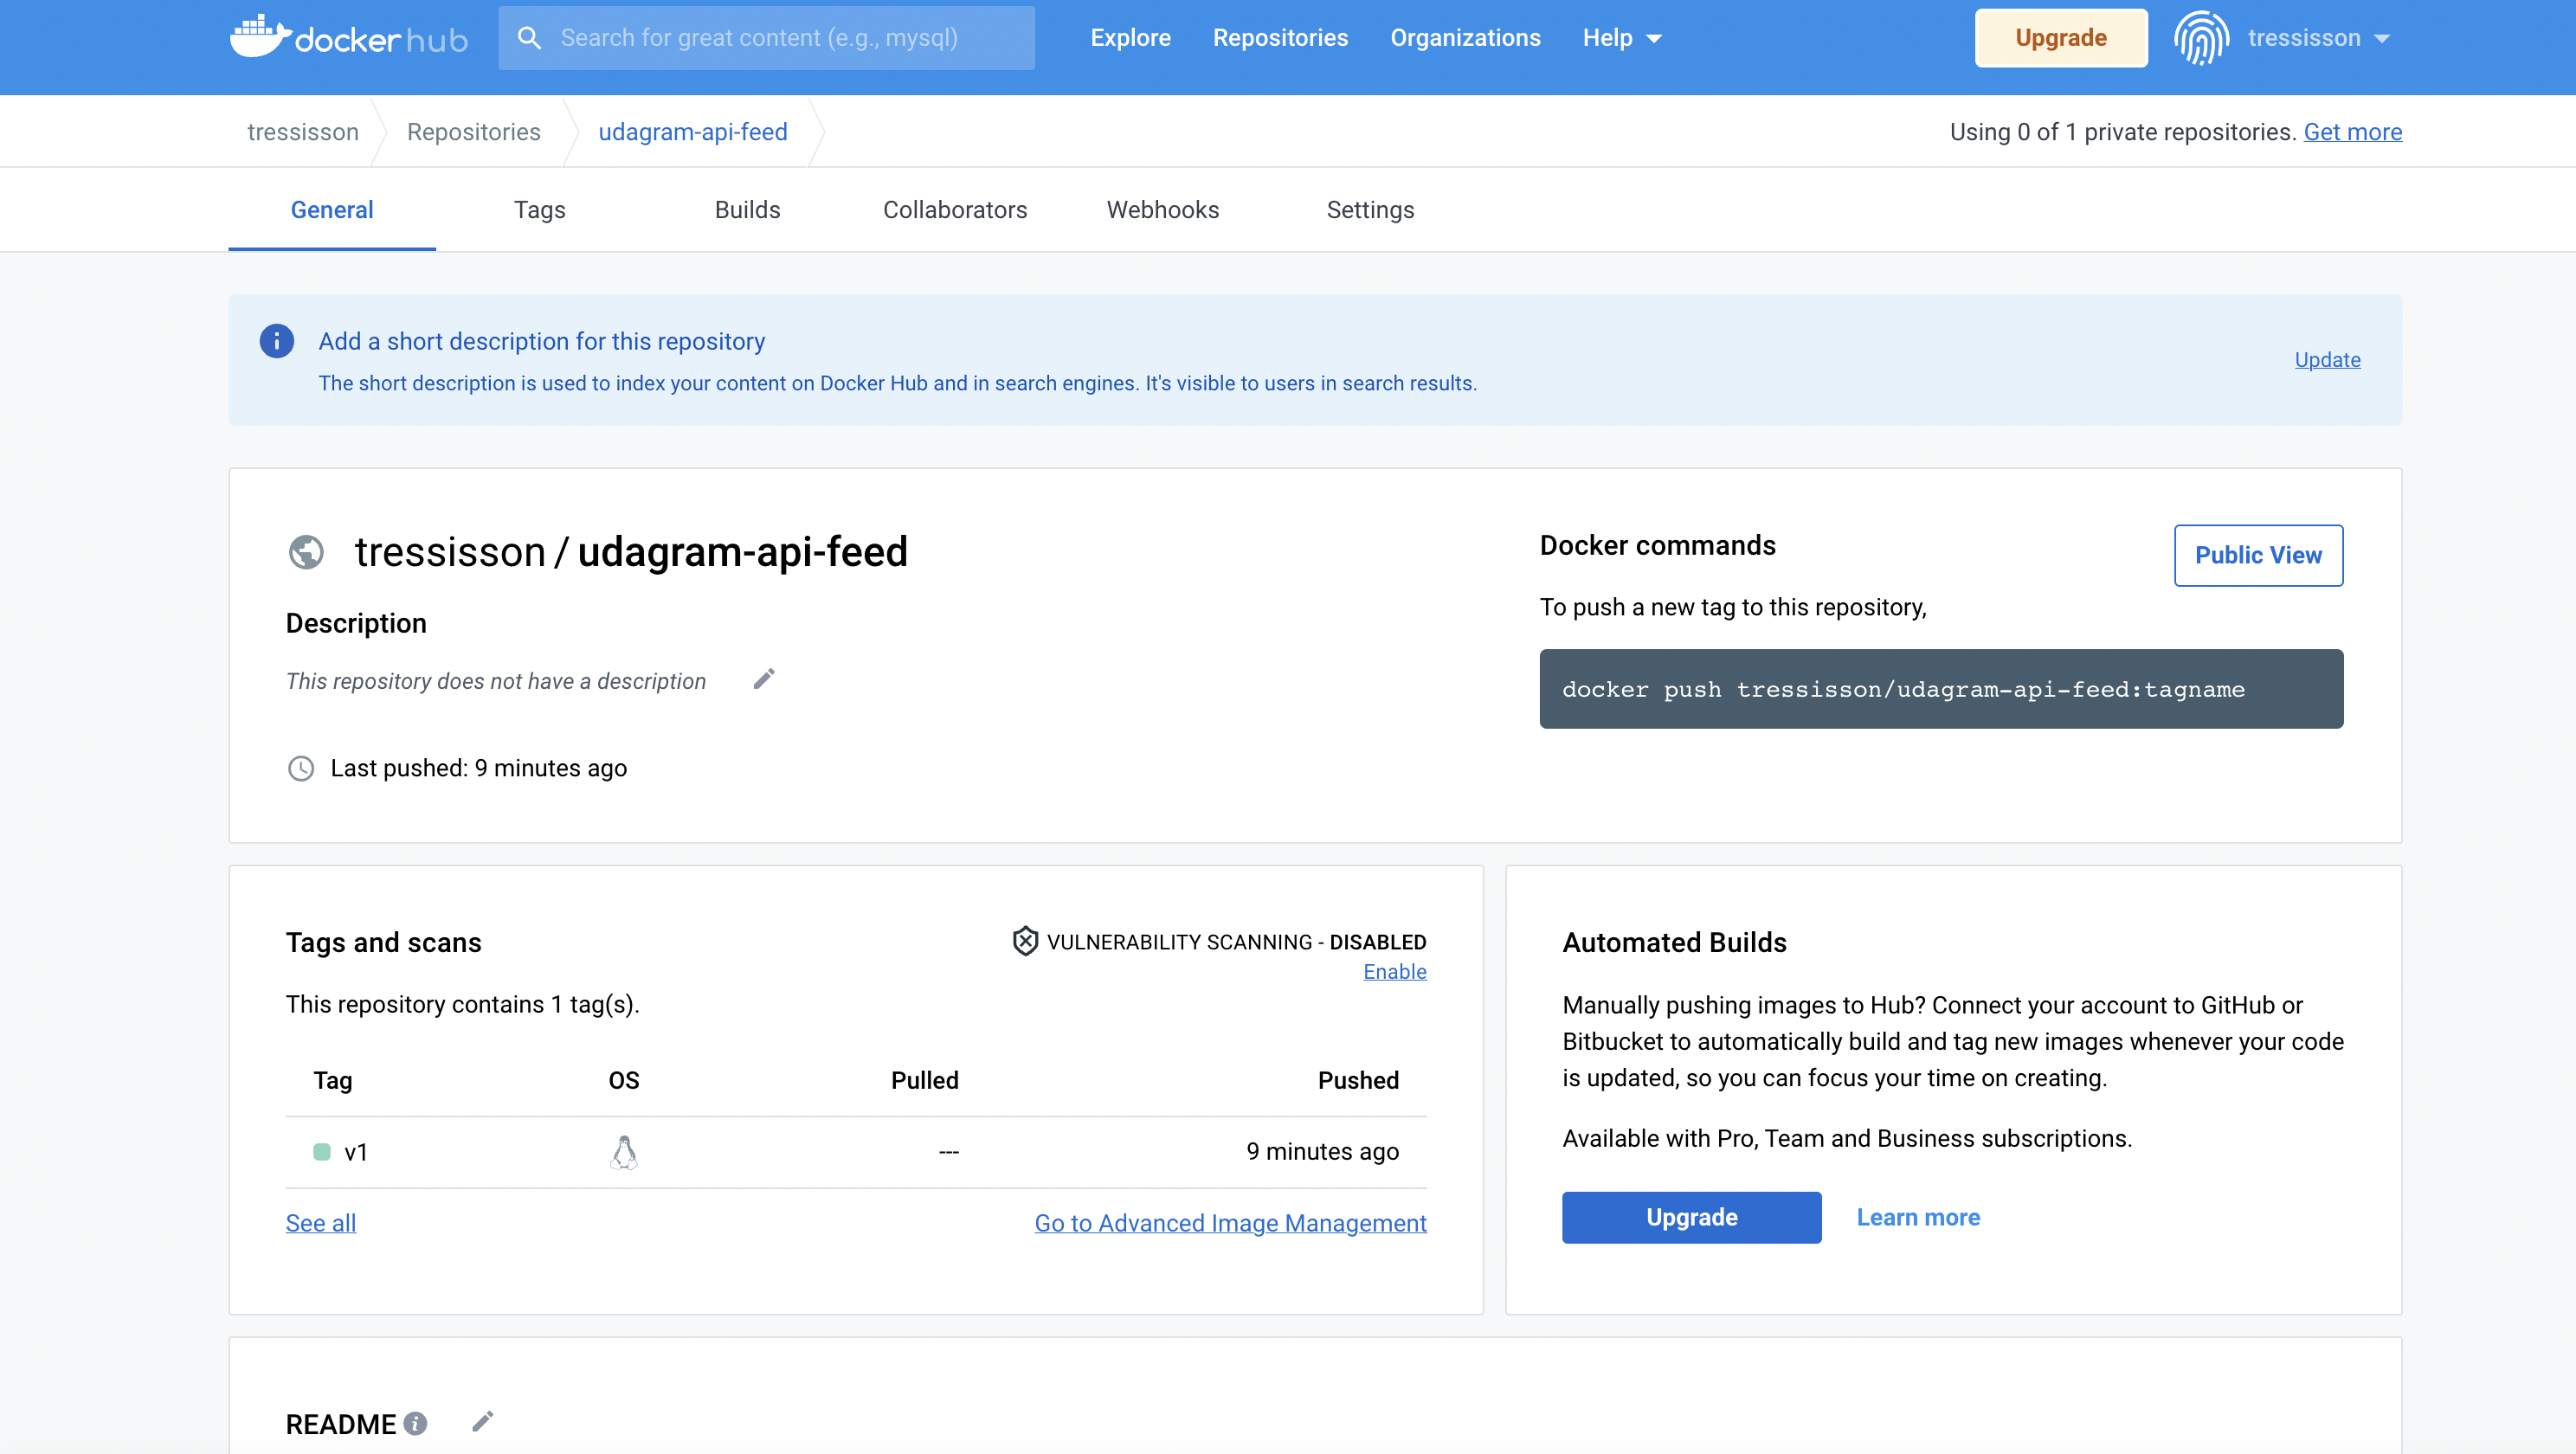 docker hub
Search for great content (e.g., mysql)
Explore
Repositories
Organizations
Help
Upgrade
tressisson
tressisson
Repositories
udagram-api-feed
Using 0 of 1 private repositories. Get more
General
Tags
Builds
Collaborators
Webhooks
Settings
Add a short description for this repository
The short description is used to index your content on Docker Hub and in search engines. It's visible to users in search results.
Update
tressisson / udagram-api-feed
Description
This repository does not have a description
Last pushed: 9 minutes ago
Docker commands
Public View
To push a new tag to this repository,
docker push tressisson/udagram-api-feed:tagname
Tags and scans
VULNERABILITY SCANNING - DISABLED
Enable
This repository contains 1 tag(s).
Tag OS Pulled Pushed
v1 --- 9 minutes ago
See all
Go to Advanced Image Management
Automated Builds
Manually pushing images to Hub? Connect your account to GitHub or
Bitbucket to automatically build and tag new images whenever your code
is updated, so you can focus your time on creating.
Available with Pro, Team and Business subscriptions.
Upgrade
Learn more
README